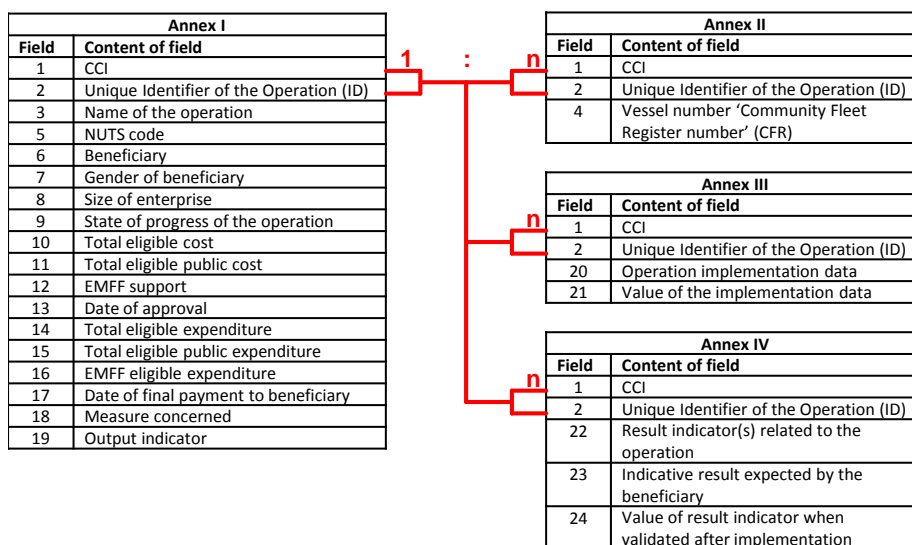 Annex I
Field Content of field
1 CCI
2 Unique Identifier of the Operation (ID)
3 Name of the operation
5 NUTS code
6 Beneficiary
7 Gender of beneficiary
8 Size of enterprise
9 State of progress of the operation
10 Total eligible cost
11 Total eligible public cost
12 EMFF support
13 Date of approval
14 Total eligible expenditure
15 Total eligible public expenditure
16 EMFF eligible expenditure
17 Date of final payment to beneficiary
18 Measure concerned
19 Output indicator
1 : n
n
n
Annex II
Field Content of field
1 CCI
2 Unique Identifier of the Operation (ID)
4 Vessel number ‘Community Fleet
Register number’ (CFR)
Annex III
Field Content of field
1 CCI
2 Unique Identifier of the Operation (ID)
20 Operation implementation data
21 Value of the implementation data
Annex IV
Field Content of field
1 CCI
2 Unique Identifier of the Operation (ID)
22 Result indicator(s) related to the
operation
23 Indicative result expected by the
beneficiary
24 Value of result indicator when
validated after implementation